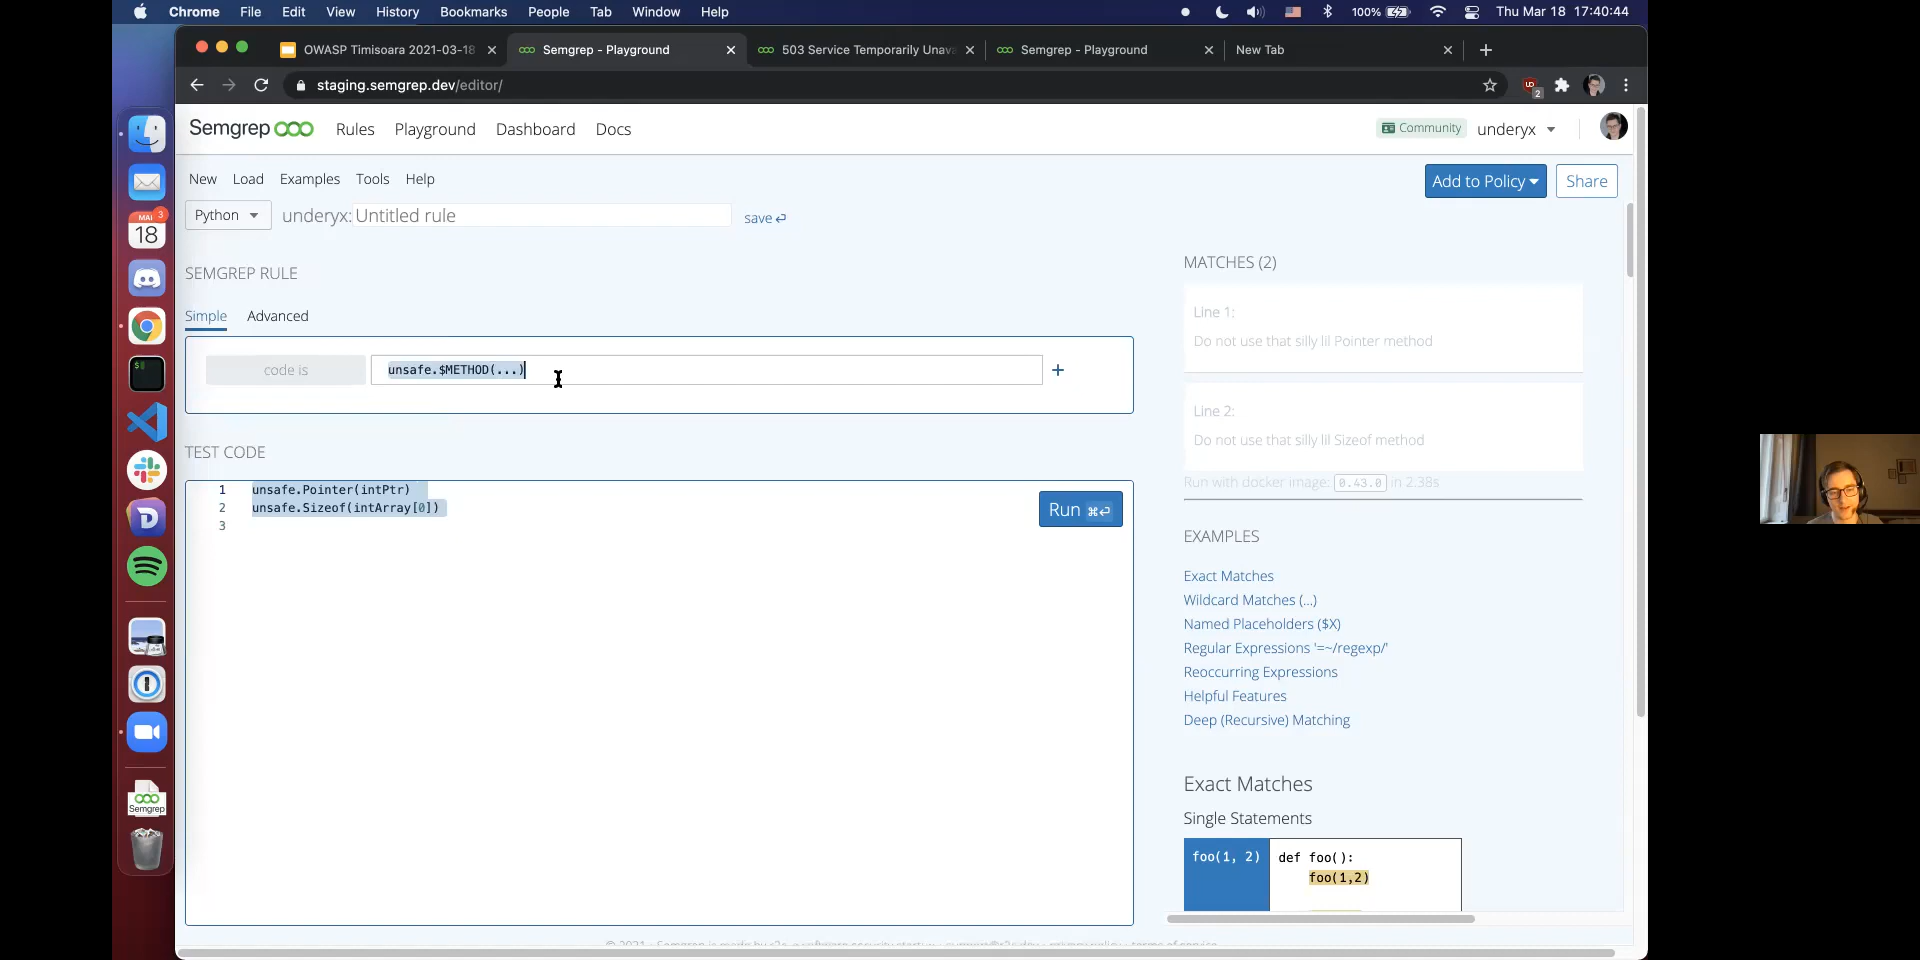 Chrome File Edit View History Bookmarks People Tab Window Help 100% Thu Mar 18 17:40:44
OWASP Timisoara 2021-03-18 Semgrep - Playground 503 Service Temporarily Unava Semgrep - Playground New Tab
staging.semgrep.dev/editor/ 2
Semgrep Rules Playground Dashboard Docs Community underyx
New Load Examples Tools Help Add to Policy Share
Python underyx: Untitled rule save
MAI 3
18
SEMGREP RULE
Simple Advanced
code is unsafe.$METHOD(...)
TEST CODE
1 unsafe.Pointer(intPtr)
2 unsafe.Sizeof(intArray[0])
3
Run ⌘⏎
MATCHES (2)
Line 1:
Do not use that silly lil Pointer method
Line 2:
Do not use that silly lil Sizeof method
Run with docker image: 0.43.0 in 2.38s
EXAMPLES
Exact Matches
Wildcard Matches (...)
Named Placeholders ($X)
Regular Expressions '=~/regexp/'
Reoccurring Expressions
Helpful Features
Deep (Recursive) Matching
Exact Matches
Single Statements
foo(1, 2) def foo():
foo(1,2)
Semgrep